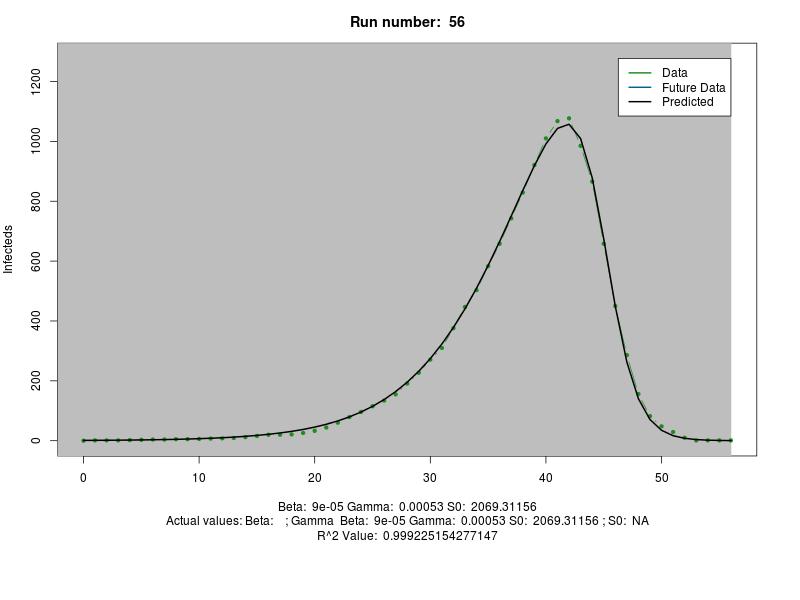 Run number: 56
1200
1000
800
600
400
200
0
Infecteds
Data
Future Data
Predicted
0 10 20 30 40 50
Beta: 9e-05 Gamma: 0.00053 S0: 2069.31156
Actual values: Beta: ; Gamma Beta: 9e-05 Gamma: 0.00053 S0: 2069.31156 ; S0: NA
R^2 Value: 0.999225154277147